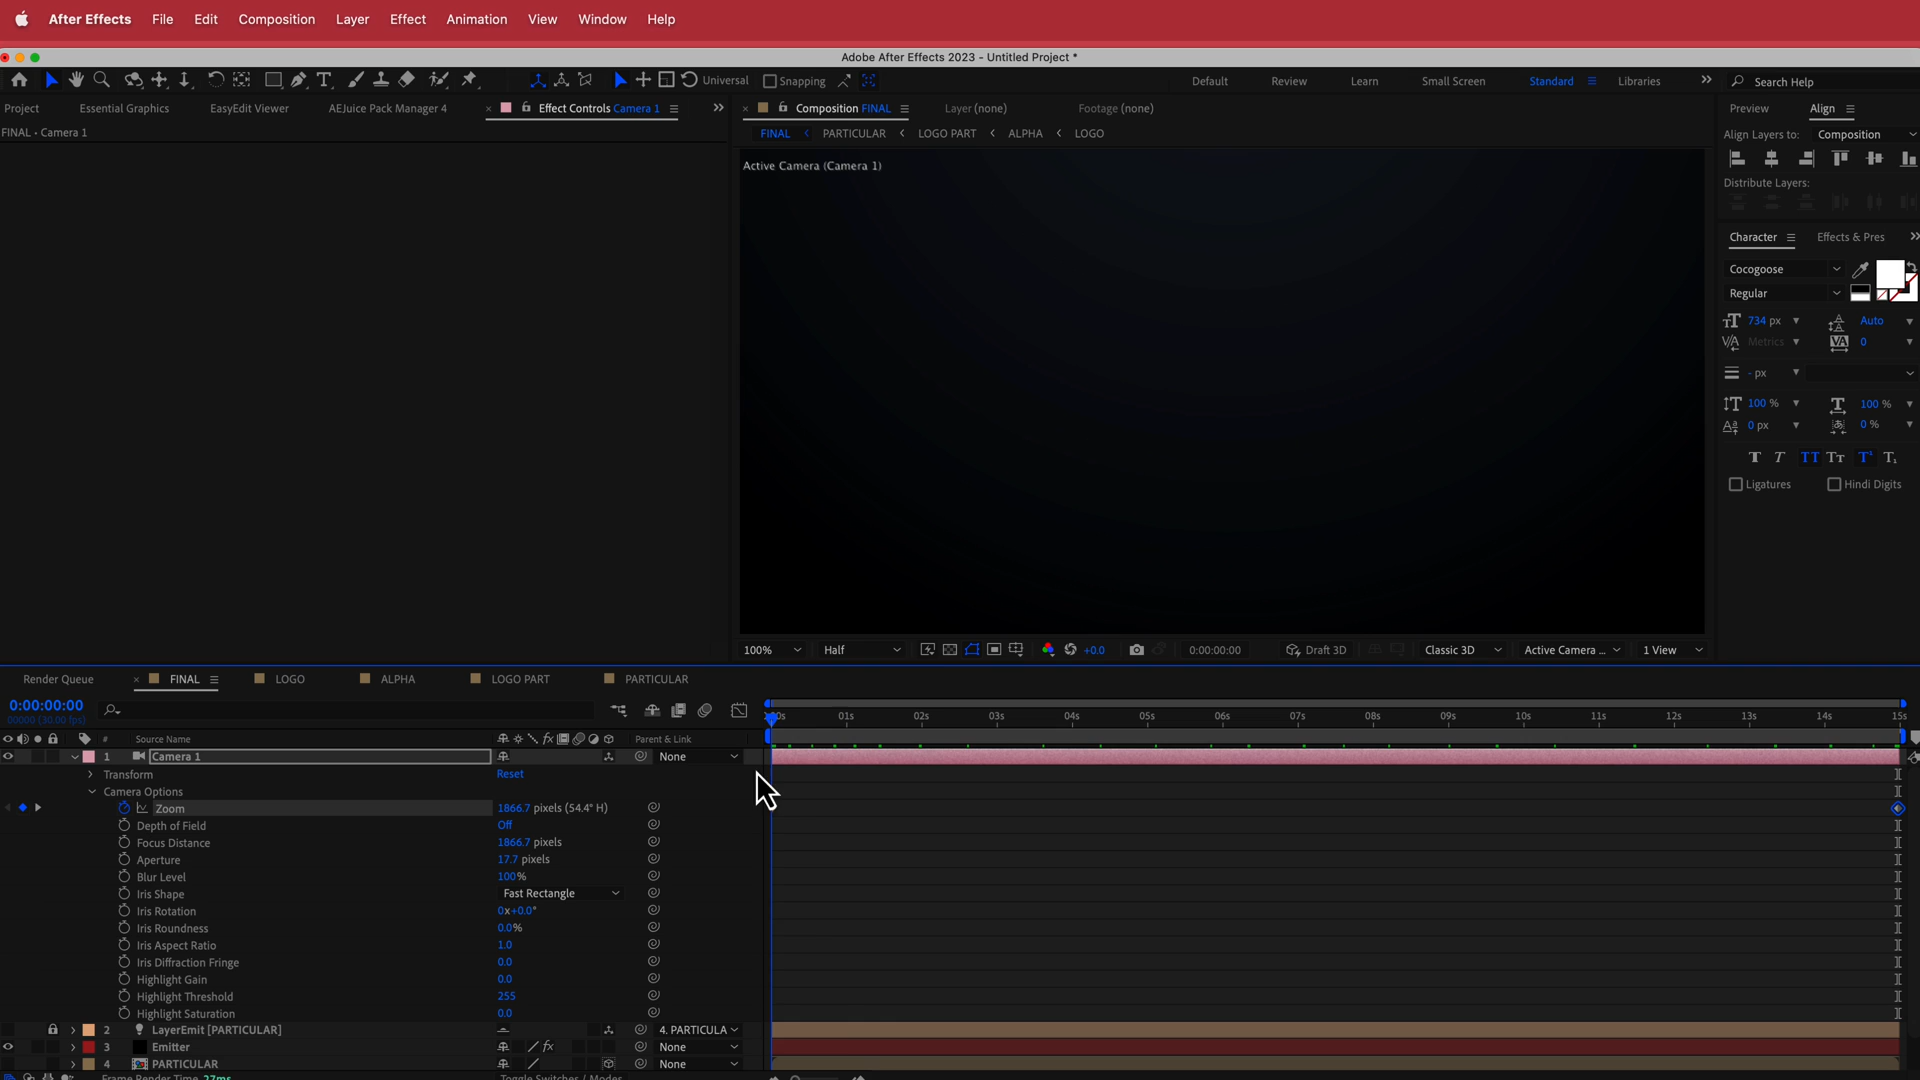 After Effects File Edit Composition Layer Effect Animation View Window Help
Adobe After Effects 2023 - Untitled Project *
Universal Snapping Default Review Learn Small Screen Standard Libraries Search Help
Project Essential Graphics EasyEdit Viewer AEJuice Pack Manager 4 Effect Controls Camera 1 Composition FINAL Layer (none) Footage (none) Preview Align
FINAL • Camera 1
FINAL PARTICULAR LOGO PART ALPHA LOGO
Align Layers to: Composition
Active Camera (Camera 1)
Distribute Layers:
Character Effects & Pres
Cocogoose
Regular
734 px Auto
Metrics 0
- px
100 % 100 %
0 px 0 %
Ligatures Hindi Digits
100% Half +0.0 0:00:00:00 Draft 3D Classic 3D Active Camera ... 1 View
Render Queue FINAL LOGO ALPHA LOGO PART PARTICULAR
0:00:00:00
00000 (30.00 fps)
01s 02s 03s 04s 05s 06s 07s 08s 09s 10s 11s 12s 13s 14s 15s
# Source Name Parent & Link
1 Camera 1 None
Transform Reset
Camera Options
Zoom 1866.7 pixels (54.4° H)
Depth of Field Off
Focus Distance 1866.7 pixels
Aperture 17.7 pixels
Blur Level 100%
Iris Shape Fast Rectangle
Iris Rotation 0x+0.0°
Iris Roundness 0.0%
Iris Aspect Ratio 1.0
Iris Diffraction Fringe 0.0
Highlight Gain 0.0
Highlight Threshold 255
Highlight Saturation 0.0
2 LayerEmit [PARTICULAR] 4. PARTICULA
3 Emitter None
4 PARTICULAR None
Frame Render Time 27ms Toggle Switches / Modes